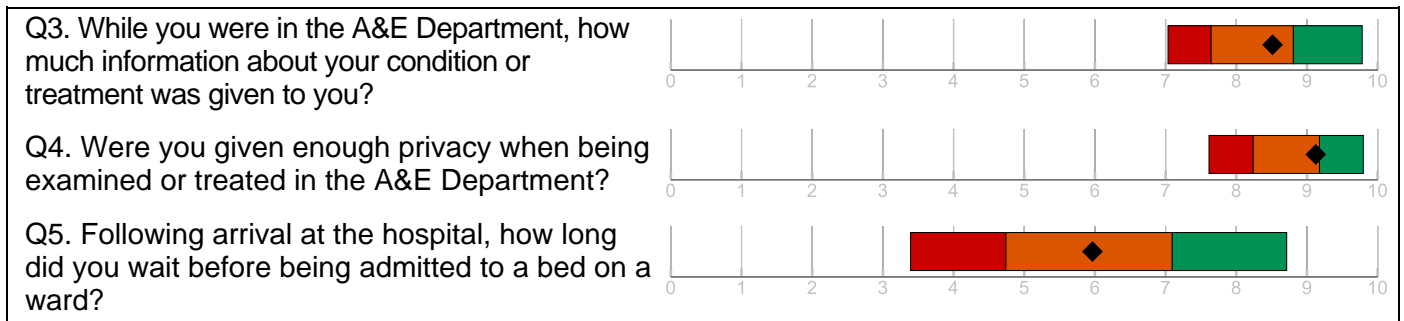 Q3. While you were in the A&E Department, how
much information about your condition or
treatment was given to you?
0 1 2 3 4 5 6 7 8 9 10
Q4. Were you given enough privacy when being
examined or treated in the A&E Department?
0 1 2 3 4 5 6 7 8 9 10
Q5. Following arrival at the hospital, how long
did you wait before being admitted to a bed on a
ward?
0 1 2 3 4 5 6 7 8 9 10